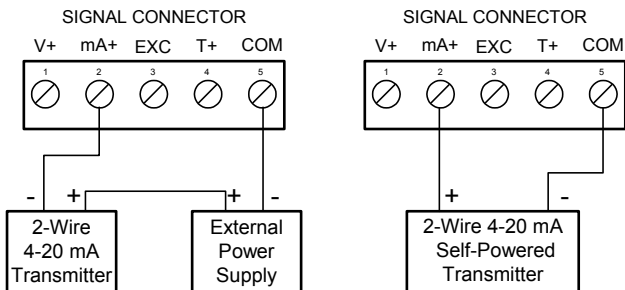 SIGNAL CONNECTOR
V+ mA+ EXC T+ COM
1 2 3 4 5
- + + -
2-Wire
4-20 mA
Transmitter
External
Power
Supply
SIGNAL CONNECTOR
V+ mA+ EXC T+ COM
1 2 3 4 5
+ -
2-Wire 4-20 mA
Self-Powered
Transmitter